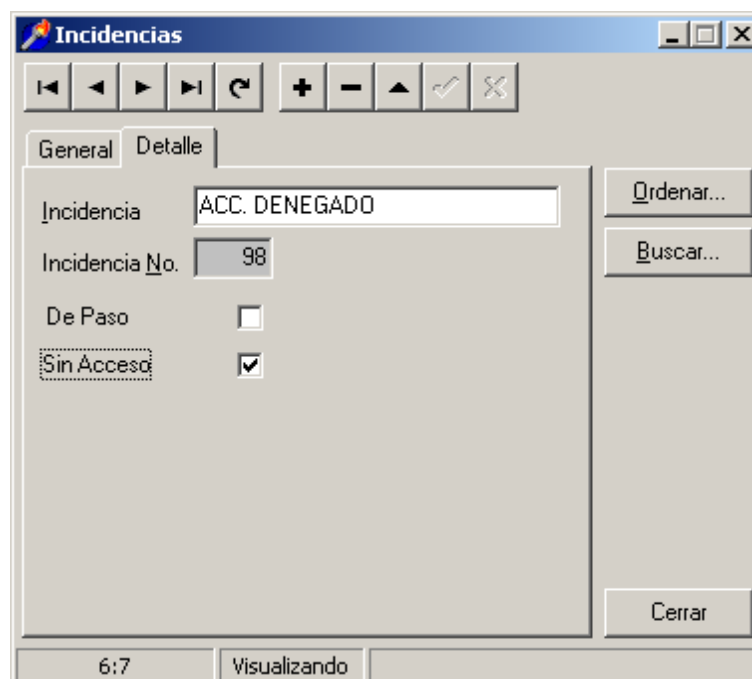 Incidencias
General Detalle
Incidencia ACC. DENEGADO
Incidencia No. 98
De Paso
Sin Acceso
Ordenar...
Buscar...
Cerrar
6:7 Visualizando